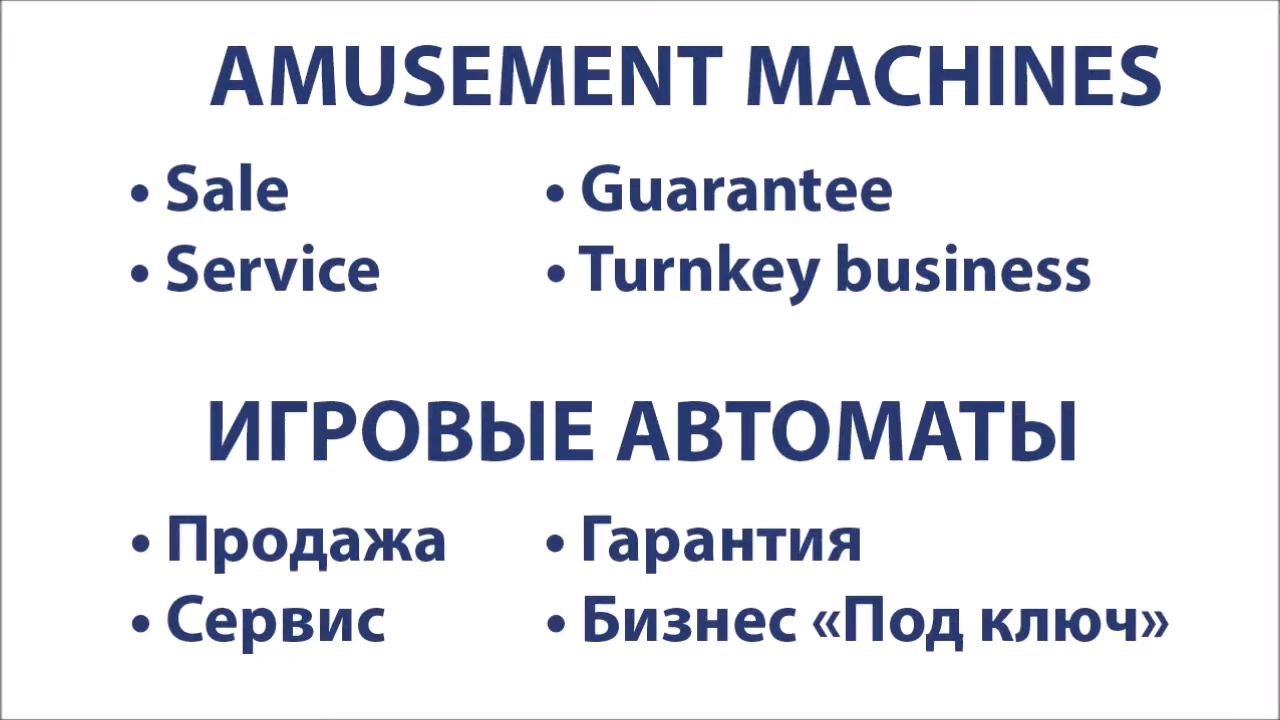 AMUSEMENT MACHINES
• Sale • Guarantee
• Service • Turnkey business
ИГРОВЫЕ АВТОМАТЫ
• Продажа • Гарантия
• Сервис • Бизнес «Под ключ»